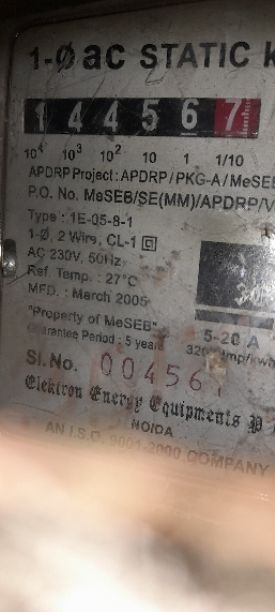 1-Ø ac STATIC
1 4 4 5 6 7
10⁴ 10³ 10² 10 1 1/10
APDRP Project: APDRP/PKG-A/MeSEB
P.O. No. MeSEB/SE(MM)/APDRP/
Type : 1E-05-8-1
1-Ø, 2 Wire, CL-1
AC 230V, 50Hz
Ref. Temp. : 27°C
MFD. : March 2005
"Property of MeSEB"
Guarantee Period : 5 years
5-20 A
3200 imp/kwh
Sl. No. 00456
Elektron Energy Equipments P
NOIDA
AN I.S.O. 9001-2000 COMPANY